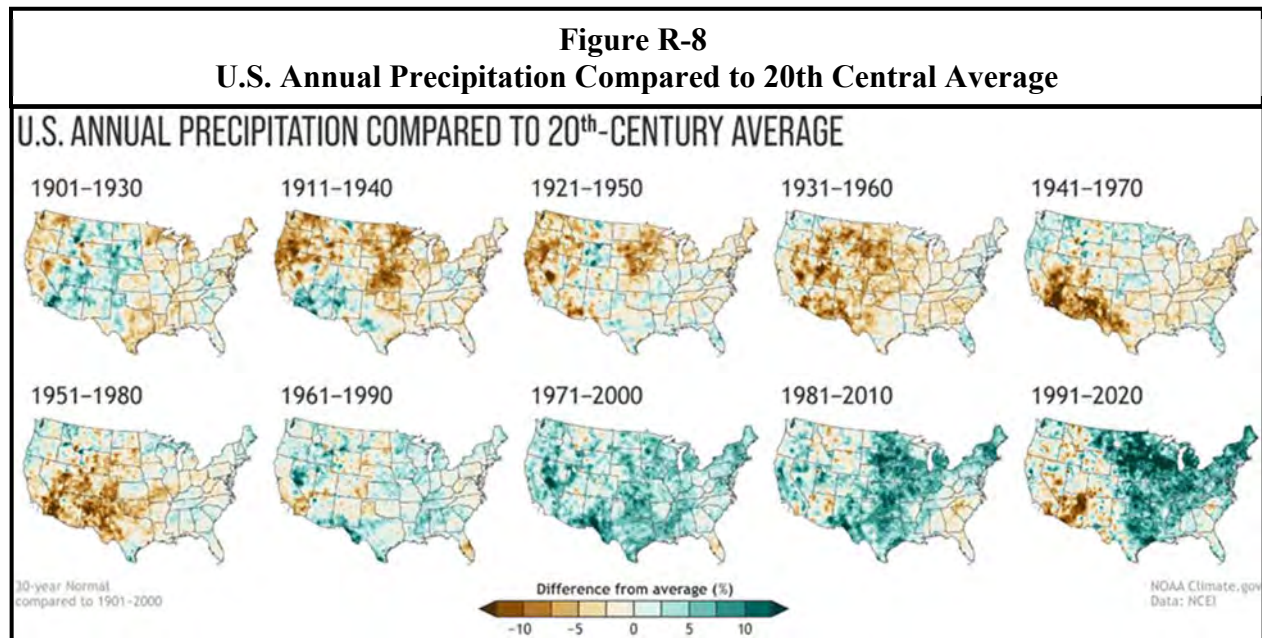 Figure R-8
U.S. Annual Precipitation Compared to 20th Central Average
U.S. ANNUAL PRECIPITATION COMPARED TO 20th-CENTURY AVERAGE
1901–1930
1911–1940
1921–1950
1931–1960
1941–1970
1951–1980
1961–1990
1971–2000
1981–2010
1991–2020
30-year Normal
compared to 1901–2000
Difference from average (%)
-10 -5 0 5 10
NOAA Climate.gov
Data: NCEI